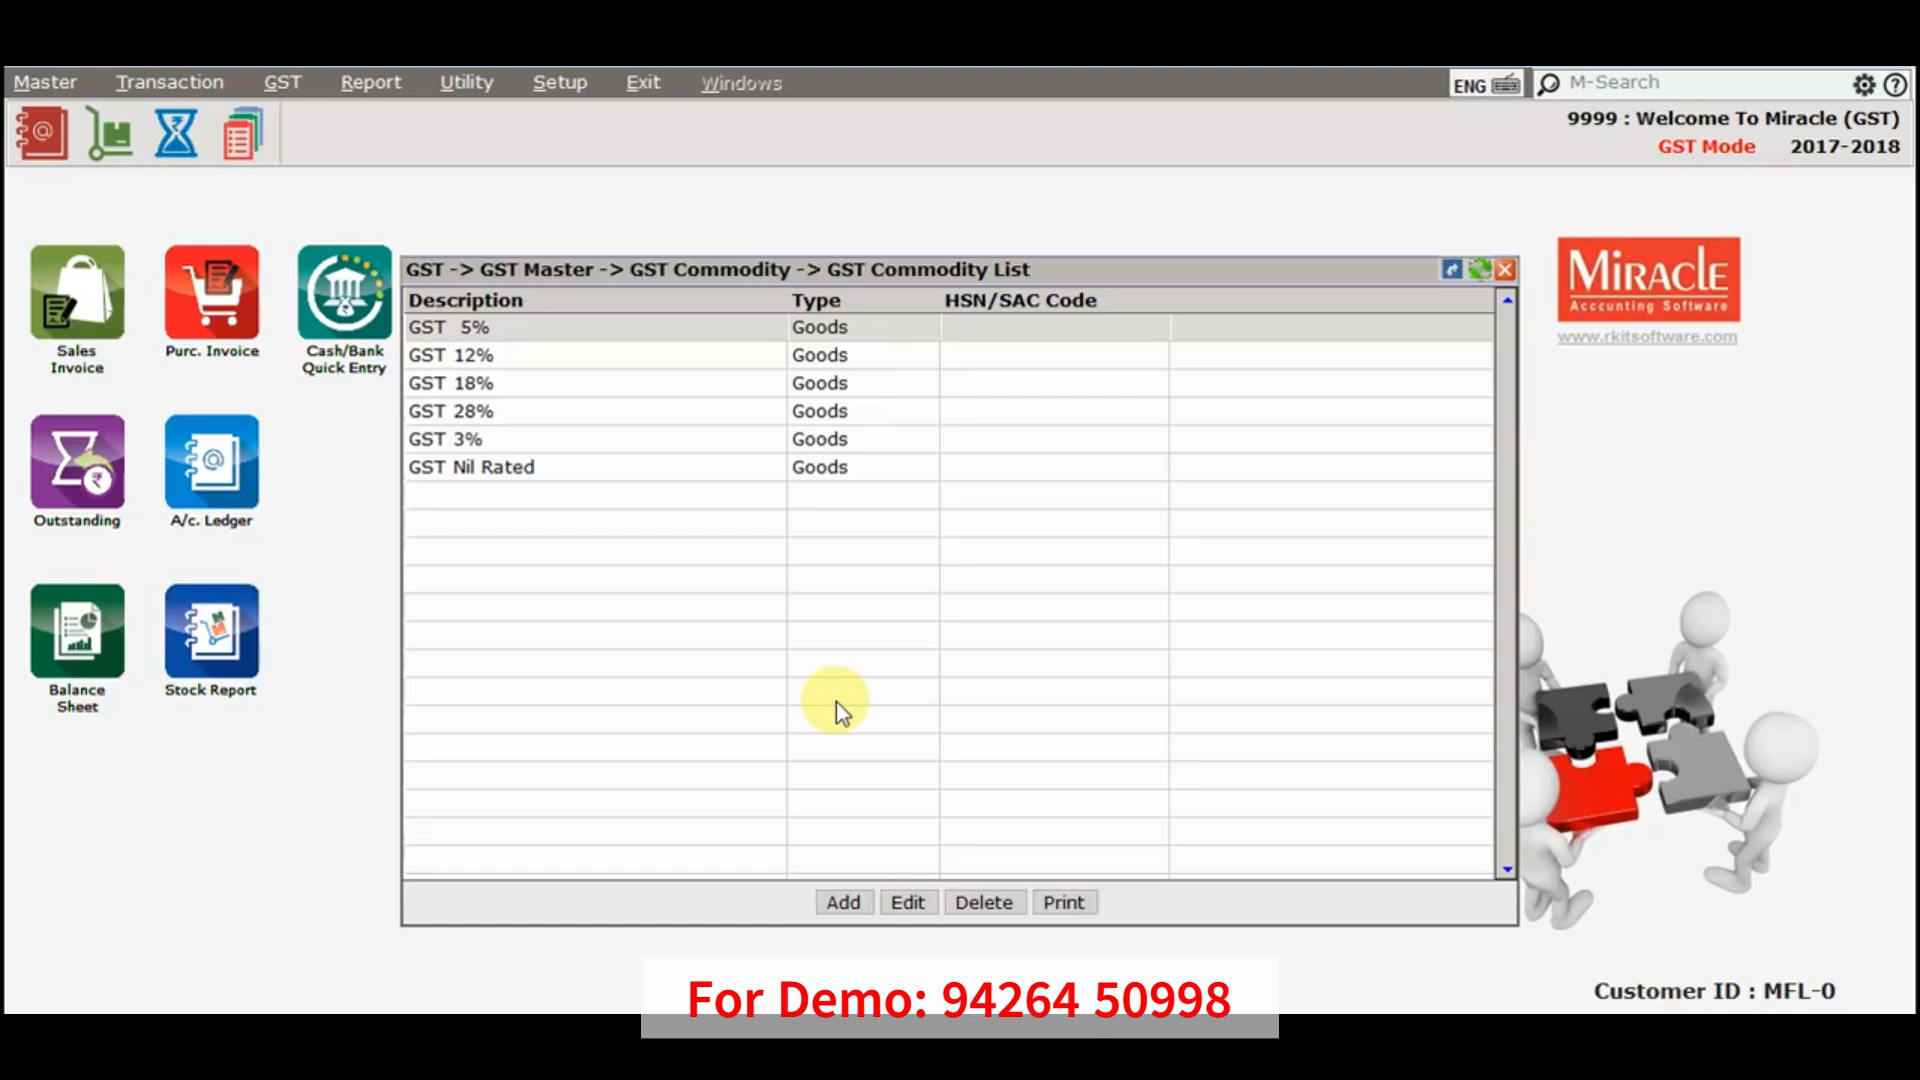 Master Transaction GST Report Utility Setup Exit Windows
ENG M-Search
9999 : Welcome To Miracle (GST)
GST Mode 2017-2018
Sales
Invoice
Purc. Invoice
Cash/Bank
Quick Entry
Outstanding
A/c. Ledger
Balance
Sheet
Stock Report
GST -> GST Master -> GST Commodity -> GST Commodity List
Description Type HSN/SAC Code
GST 5% Goods
GST 12% Goods
GST 18% Goods
GST 28% Goods
GST 3% Goods
GST Nil Rated Goods
Add Edit Delete Print
MIRACLE
Acccunting Software
www.rkitsoftware.com
For Demo: 94264 50998
Customer ID : MFL-0